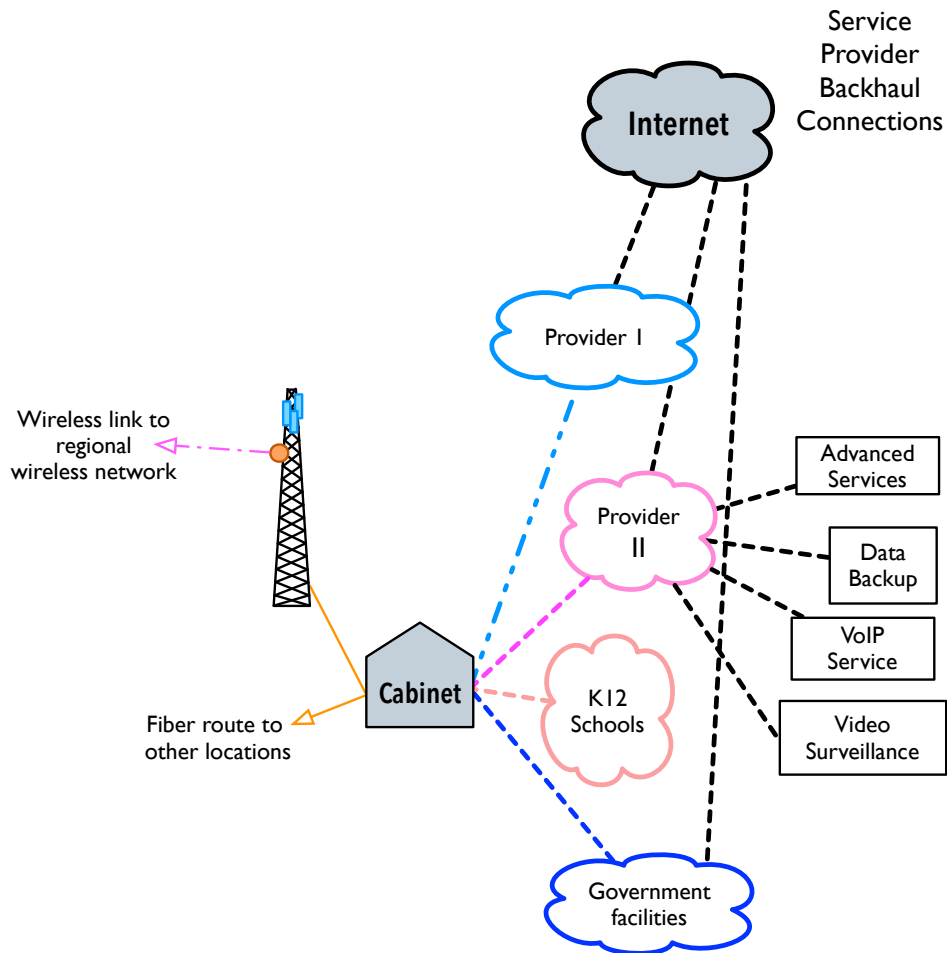 Service
Provider
Backhaul
Connections
Internet
Provider I
Wireless link to
regional
wireless network
Advanced
Services
Provider
II
Data
Backup
VoIP
Service
Cabinet
K12
Schools
Fiber route to
other locations
Video
Surveillance
Government
facilities